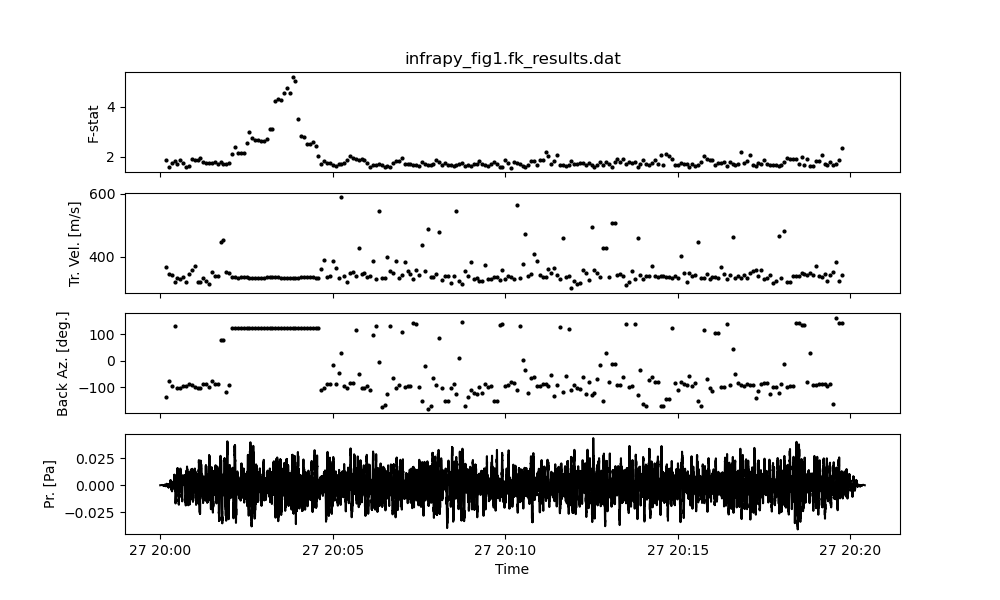 infrapy_fig1.fk_results.dat
F-stat
4
2
Tr. Vel. [m/s]
600
400
Back Az. [deg.]
100
0
−100
Pr. [Pa]
0.025
0.000
−0.025
27 20:00 27 20:05 27 20:10 27 20:15 27 20:20
Time